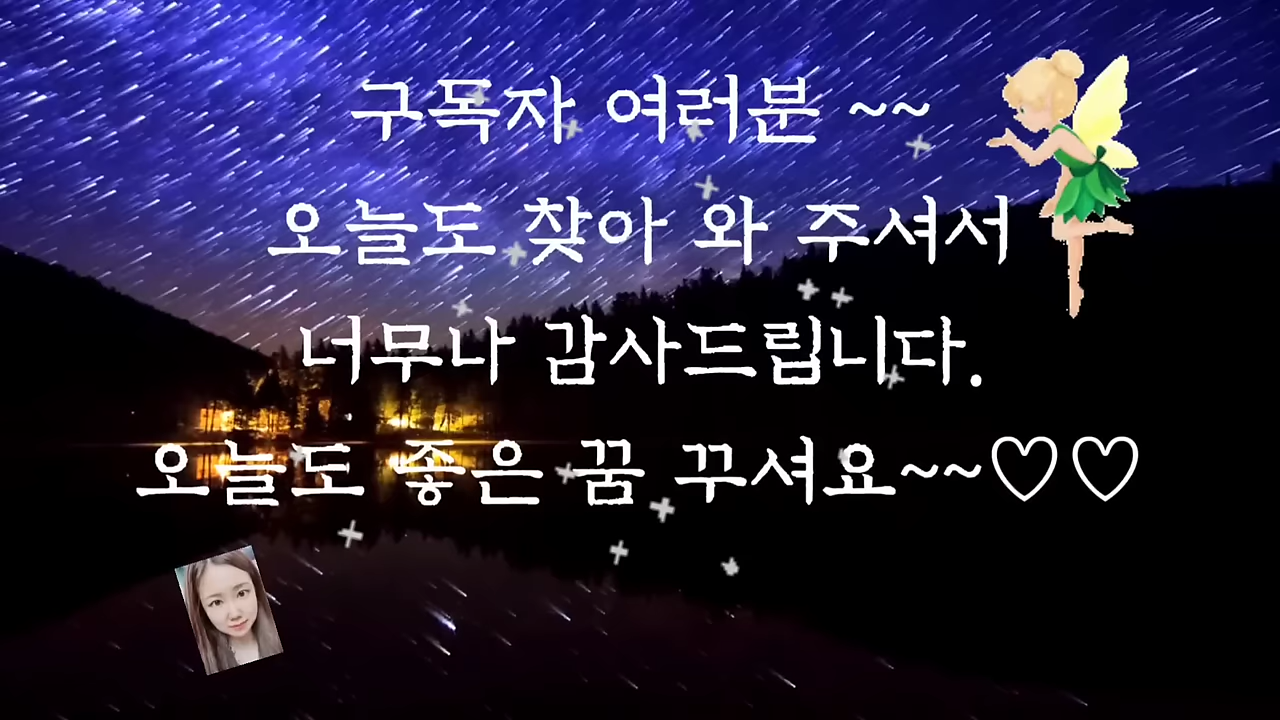 구독자 여러분 ~~
오늘도 찾아 와 주셔서
너무나 감사드립니다.
오늘도 좋은 꿈 꾸셔요~~♡♡